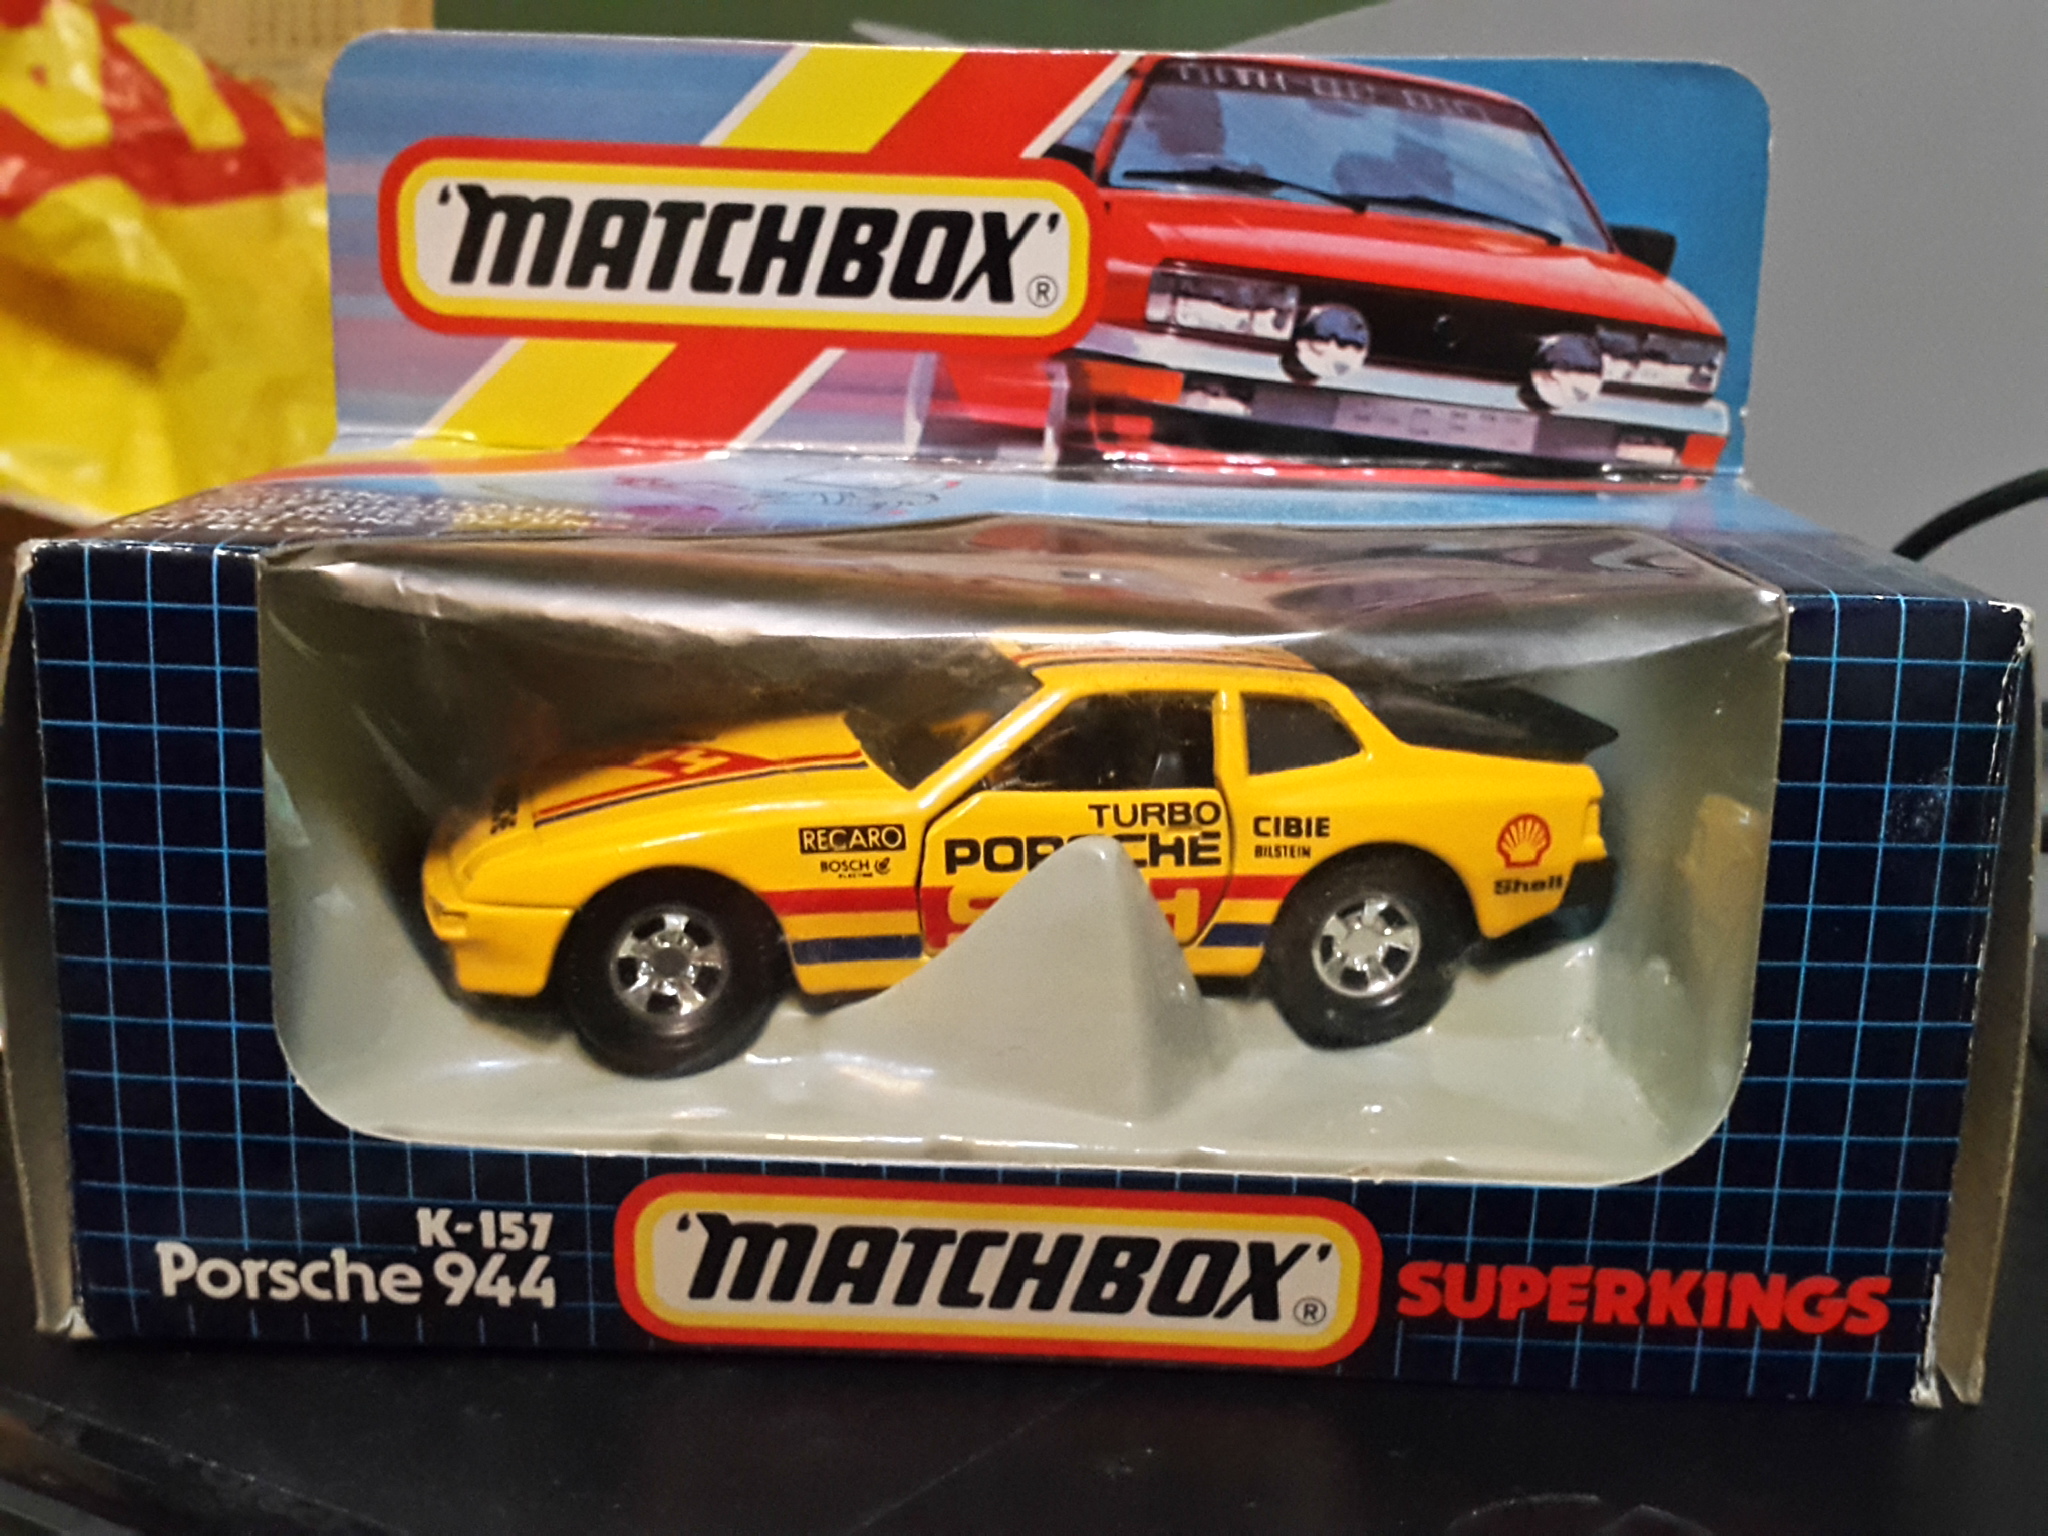 'MATCHBOX'®
TURBO
PORSCHE
RECARO
BOSCH
CIBIE
BILSTEIN
Shell
K-157
Porsche 944
'MATCHBOX'®
SUPERKINGS